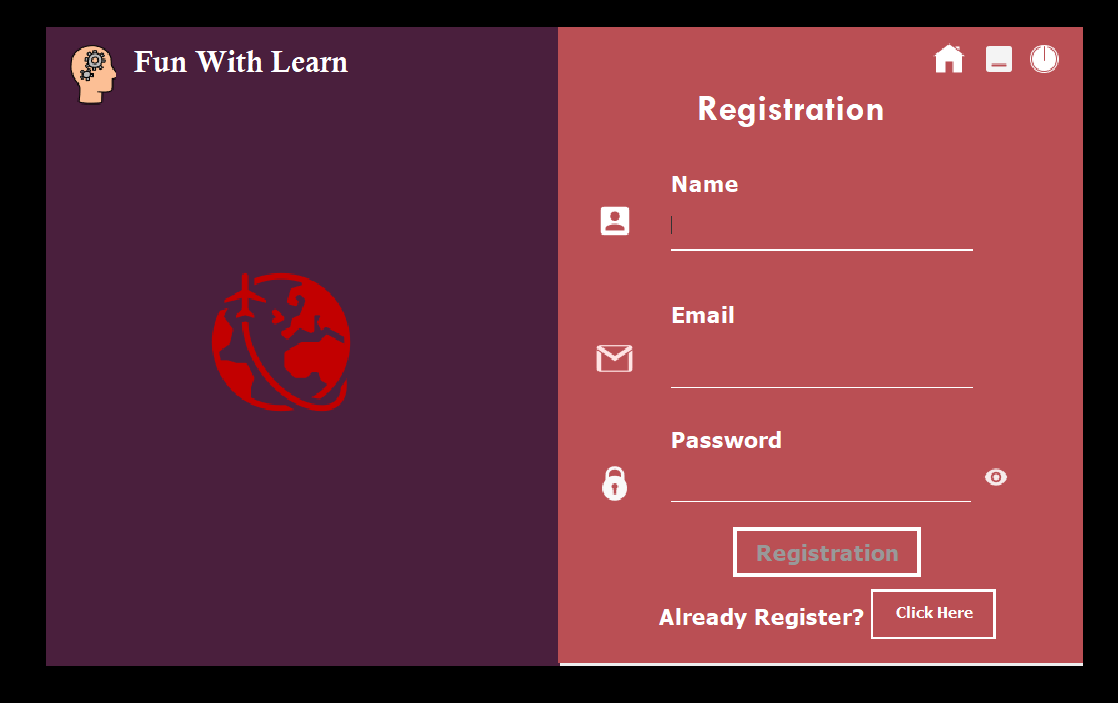 Fun With Learn
Registration
Name
Email
Password
Registration
Already Register? Click Here